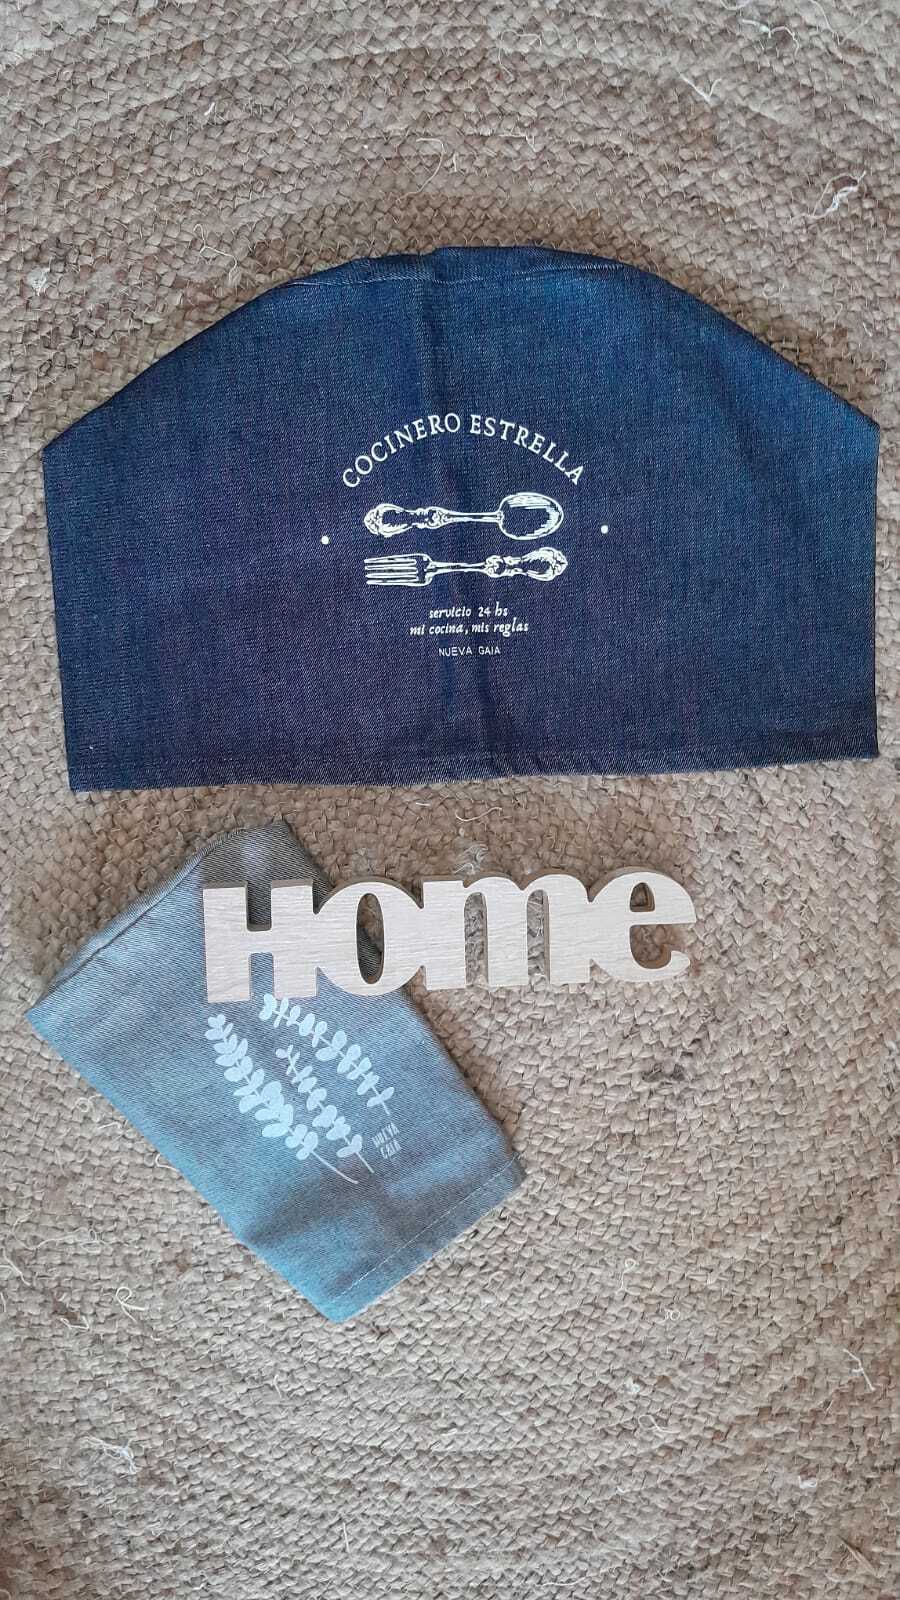 COCINERO ESTRELLA
servicio 24 hs
mi cocina, mis reglas
NUEVA GAIA
Home
NUEVA
GAIA